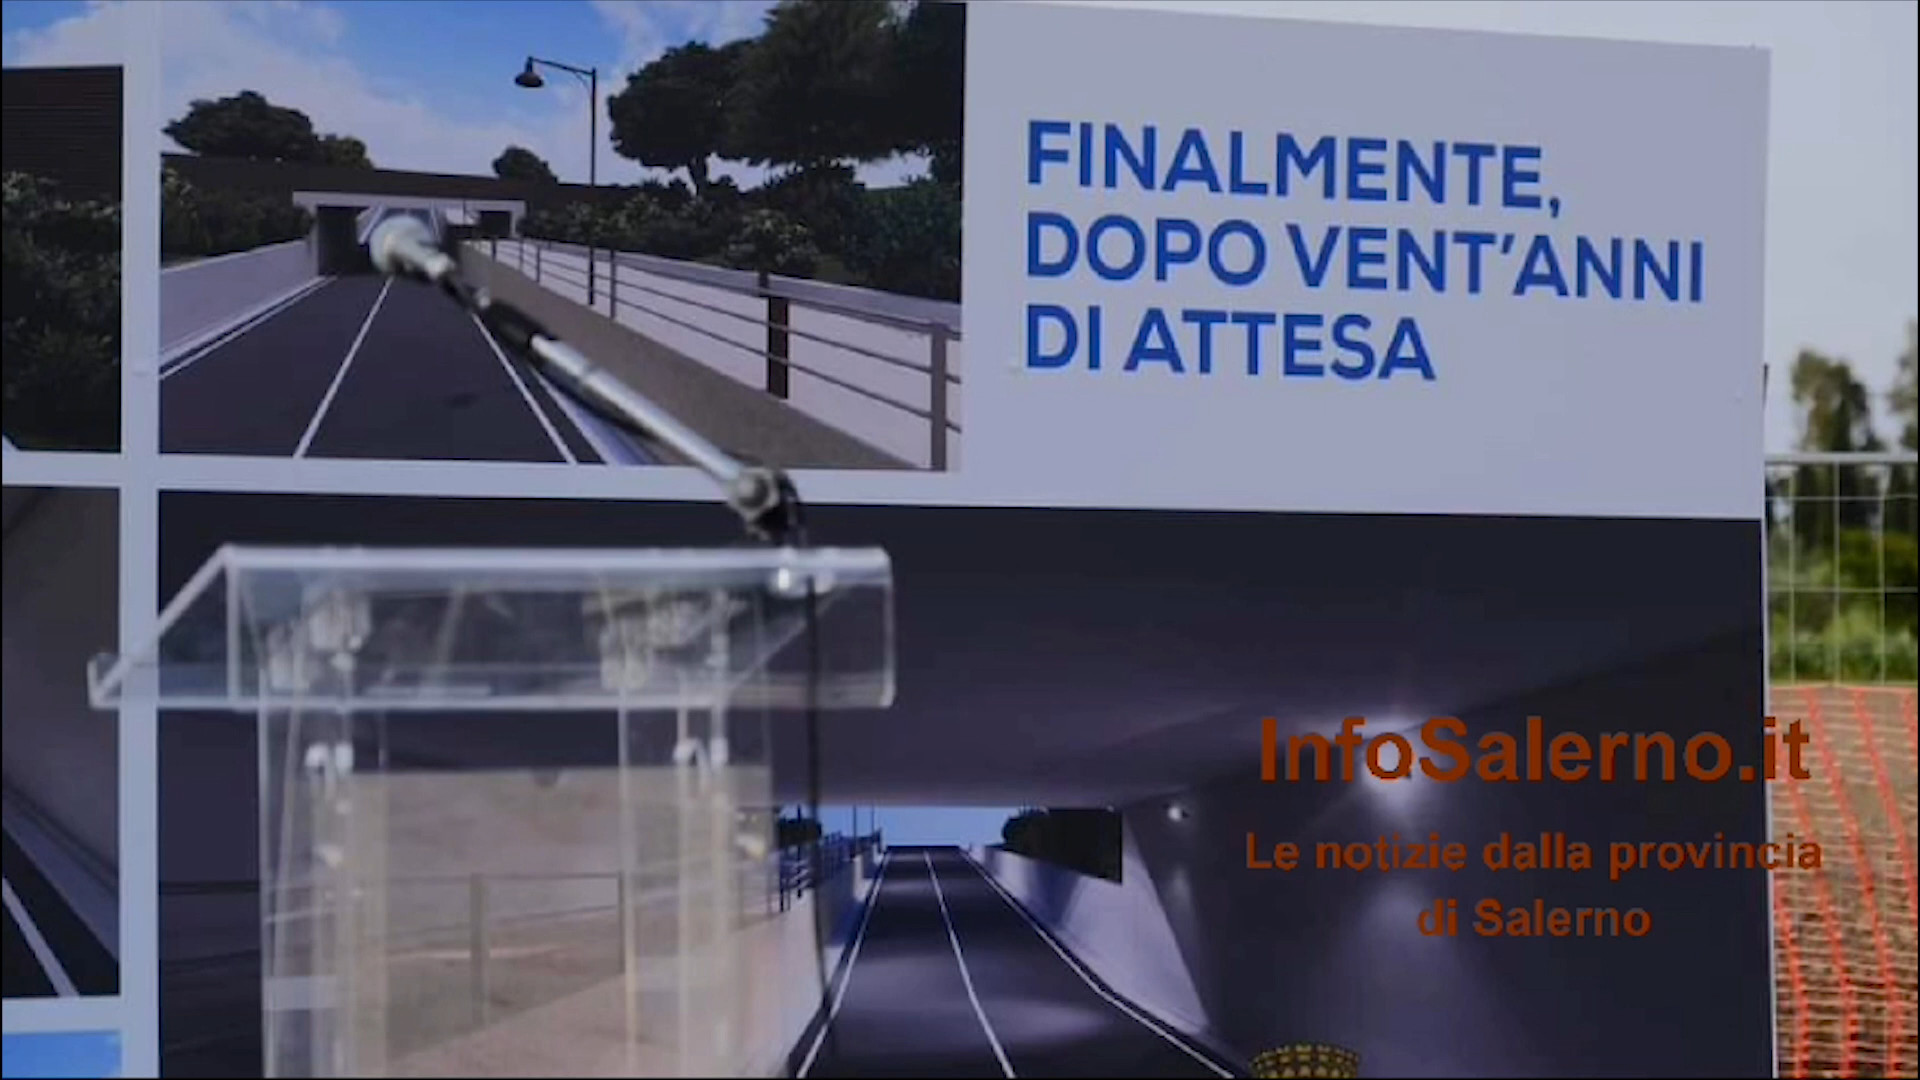 FINALMENTE,
DOPO VENT'ANNI
DI ATTESA
InfoSalerno.it
Le notizie dalla provincia
di Salerno